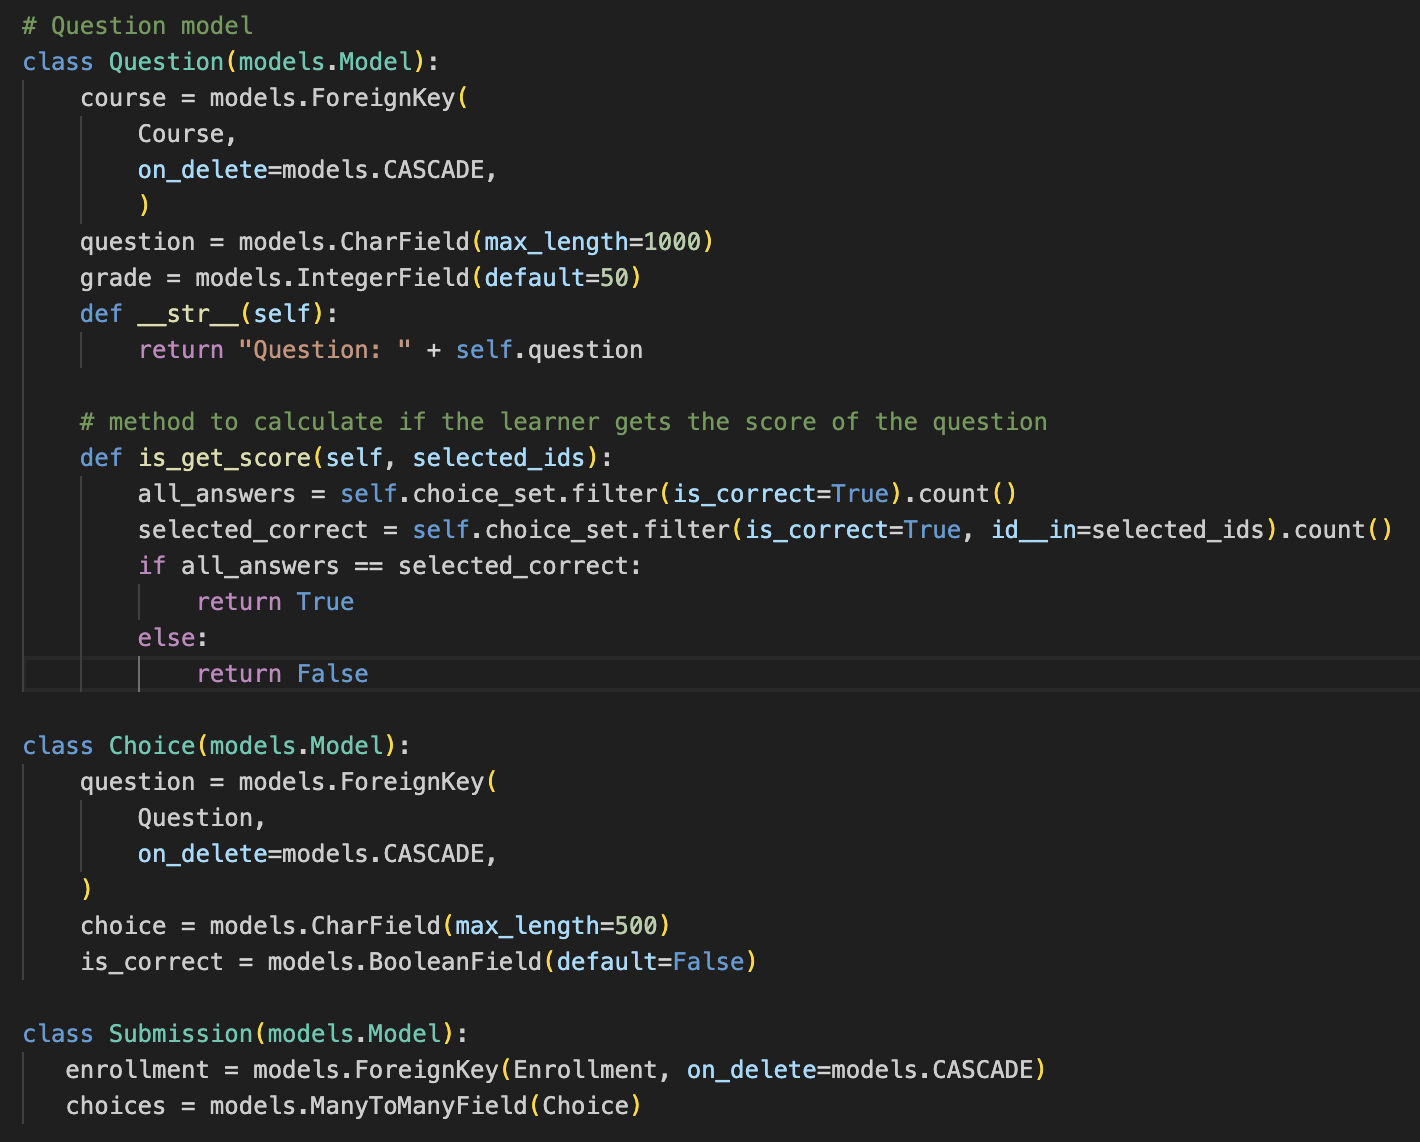 # Question model
class Question(models.Model):
    course = models.ForeignKey(
        Course,
        on_delete=models.CASCADE,
        )
    question = models.CharField(max_length=1000)
    grade = models.IntegerField(default=50)
    def __str__(self):
        return "Question: " + self.question

    # method to calculate if the learner gets the score of the question
    def is_get_score(self, selected_ids):
          all_answers = self.choice_set.filter(is_correct=True).count()
        selected_correct = self.choice_set.filter(is_correct=True, id__in=selected_ids).count()
        if all_answers == selected_correct:
            return True
        else:
            return False

class Choice(models.Model):
    question = models.ForeignKey(
        Question,
        on_delete=models.CASCADE,
    )
    choice = models.CharField(max_length=500)
    is_correct = models.BooleanField(default=False)

class Submission(models.Model):
   enrollment = models.ForeignKey(Enrollment, on_delete=models.CASCADE)
   choices = models.ManyToManyField(Choice)